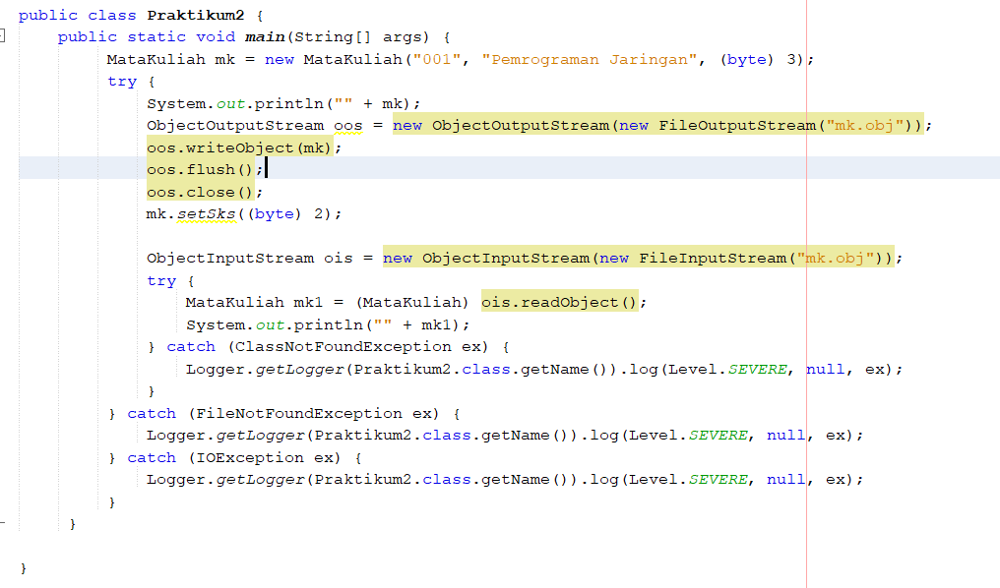 public class Praktikum2 {
    public static void main(String[] args) {
        MataKuliah mk = new MataKuliah("001", "Pemrograman Jaringan", (byte) 3);
        try {
            System.out.println("" + mk);
            ObjectOutputStream oos = new ObjectOutputStream(new FileOutputStream("mk.obj"));
            oos.writeObject(mk);
            oos.flush();
            oos.close();
            mk.setSks((byte) 2);

            ObjectInputStream ois = new ObjectInputStream(new FileInputStream("mk.obj"));
            try {
                MataKuliah mk1 = (MataKuliah) ois.readObject();
                System.out.println("" + mk1);
            } catch (ClassNotFoundException ex) {
                Logger.getLogger(Praktikum2.class.getName()).log(Level.SEVERE, null, ex);
            }
        } catch (FileNotFoundException ex) {
            Logger.getLogger(Praktikum2.class.getName()).log(Level.SEVERE, null, ex);
        } catch (IOException ex) {
            Logger.getLogger(Praktikum2.class.getName()).log(Level.SEVERE, null, ex);
        }
    }

}